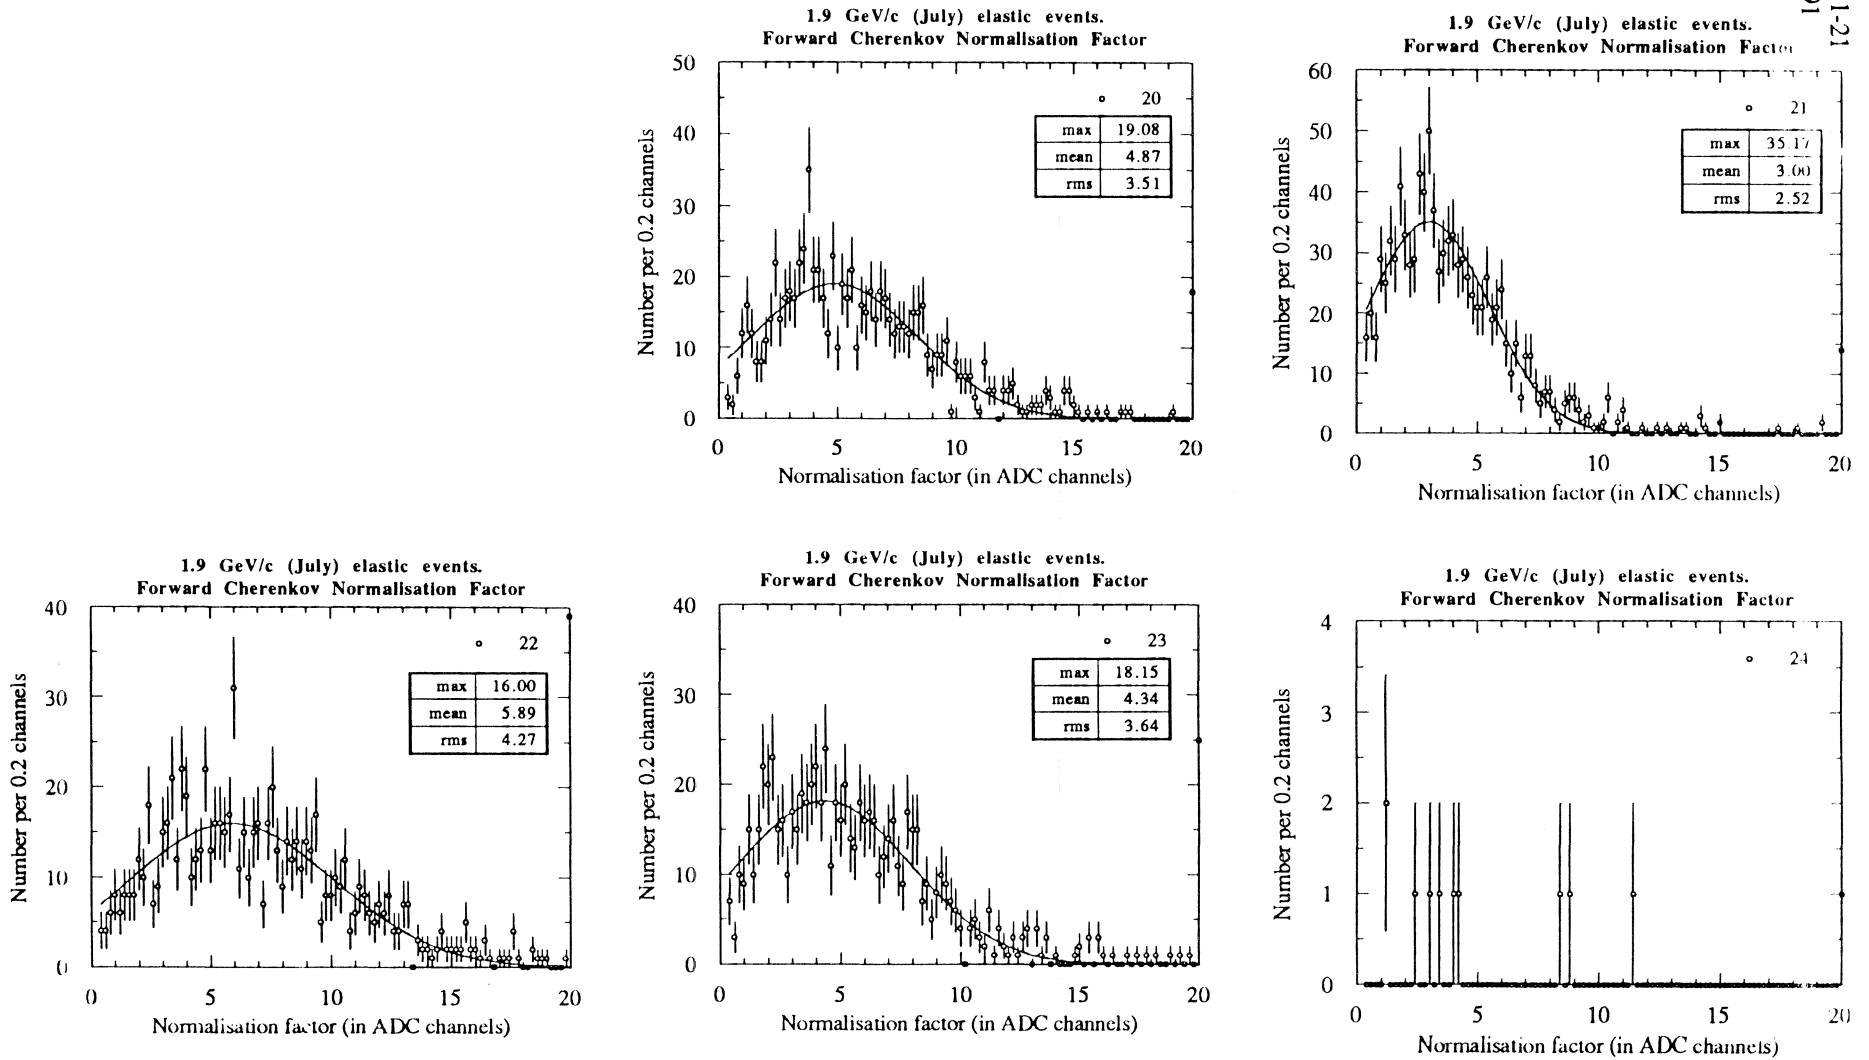 1-21
91
1.9 GeV/c (July) elastic events.
Forward Cherenkov Normalisation Factor
50
40
30
20
10
0
Number per 0.2 channels
20
max 19.08
mean 4.87
rms 3.51
0 5 10 15 20
Normalisation factor (in ADC channels)
1.9 GeV/c (July) elastic events.
Forward Cherenkov Normalisation Factor
60
50
40
30
20
10
0
Number per 0.2 channels
21
max 35.17
mean 3.00
rms 2.52
0 5 10 15 20
Normalisation factor (in ADC channels)
1.9 GeV/c (July) elastic events.
Forward Cherenkov Normalisation Factor
40
30
20
10
0
Number per 0.2 channels
22
max 16.00
mean 5.89
rms 4.27
0 5 10 15 20
Normalisation factor (in ADC channels)
1.9 GeV/c (July) elastic events.
Forward Cherenkov Normalisation Factor
40
30
20
10
0
Number per 0.2 channels
23
max 18.15
mean 4.34
rms 3.64
0 5 10 15 20
Normalisation factor (in ADC channels)
1.9 GeV/c (July) elastic events.
Forward Cherenkov Normalisation Factor
4
3
2
1
0
Number per 0.2 channels
24
0 5 10 15 20
Normalisation factor (in ADC channels)